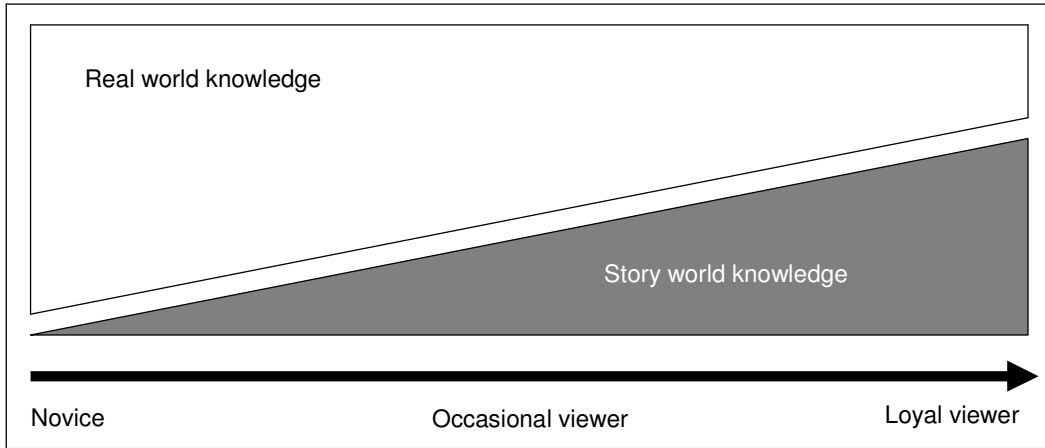 Real world knowledge
Story world knowledge
Novice
Occasional viewer
Loyal viewer